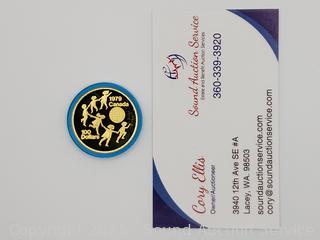 1979
Canada
100
Dollars
Sound Auction Service
Estate and Benefit Auction Services
360-339-3920
Cory Ellis
Owner/Auctioneer
3940 12th Ave SE #A
Lacey, WA. 98503
soundauctionservice.com
cory@soundauctionservice.com